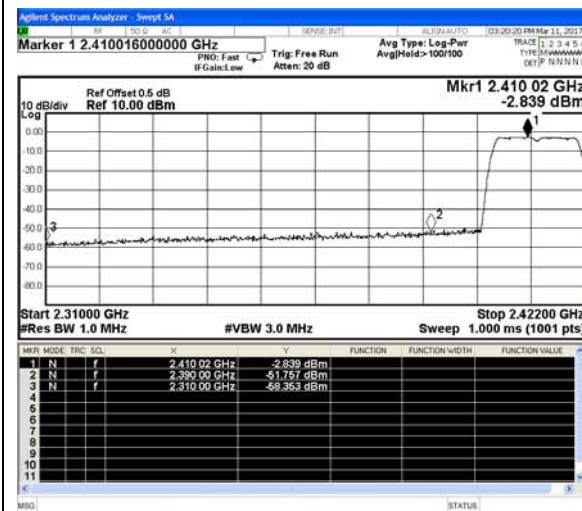 Agilent Spectrum Analyzer - Swept SA
RF 50 Ω AC SENSE:INT ALIGN AUTO 03:20:20 PM Mar 11, 2017
Marker 1 2.410016000000 GHz
PNO: Fast
IFGain:Low
Trig: Free Run
Atten: 20 dB
Avg Type: Log-Pwr
Avg|Hold:>100/100
TRACE 1 2 3 4 5
TYPE
DET P N N N N
Ref Offset 0.5 dB
10 dB/div Ref 10.00 dBm
Mkr1 2.410 02 GHz
-2.839 dBm
Log
1
0.00
-10.0
-20.0
-30.0
-40.0
2
-50.0
3
-60.0
-70.0
-80.0
Start 2.31000 GHz Stop 2.42200 GHz
#Res BW 1.0 MHz #VBW 3.0 MHz Sweep 1.000 ms (1001 pts)
MKR MODE TRC SCL X Y FUNCTION FUNCTION WIDTH FUNCTION VALUE
1 N f 2.410 02 GHz -2.839 dBm
2 N f 2.390 00 GHz -51.757 dBm
3 N f 2.310 00 GHz -58.353 dBm
4
5
6
7
8
9
10
11
MSG STATUS